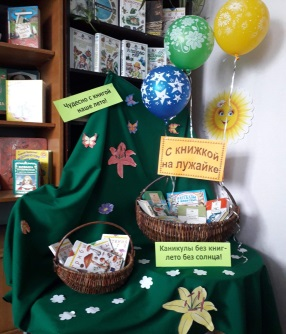 Чудесно с книгой
наше лето!
С КНИЖКОЙ
НА ЛУЖАЙКЕ
Каникулы без книг-
лето без солнца!